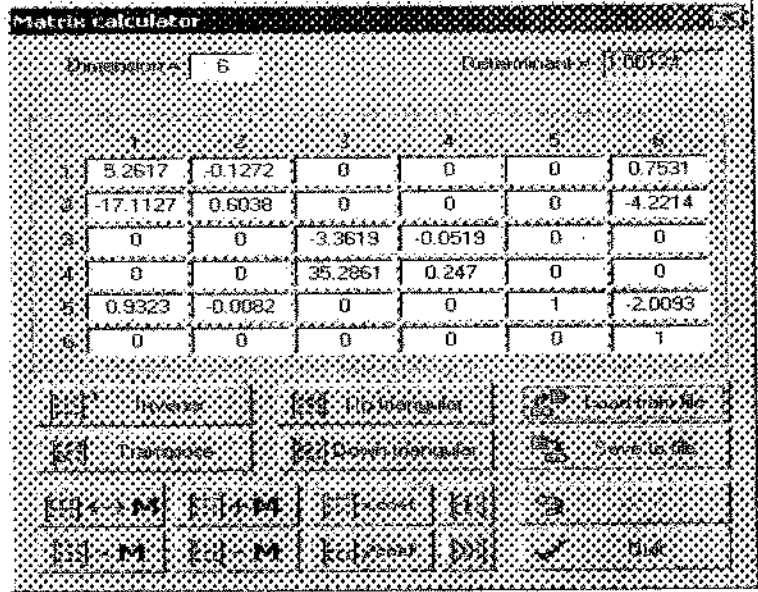 Matrix calculator
Dimension = 6 Determinant = 1.00124
1 2 3 4 5 6
1 5.2617 -0.1272 0 0 0 0.7531
2 -17.1127 0.6038 0 0 0 -4.2214
3 0 0 -3.3619 -0.0519 0 0
4 0 0 35.2861 0.247 0 0
5 0.9323 -0.0082 0 0 1 -2.0093
6 0 0 0 0 0 1
Inverse Up triangular Load from file
Transpose Down triangular Save to file
M M
M M